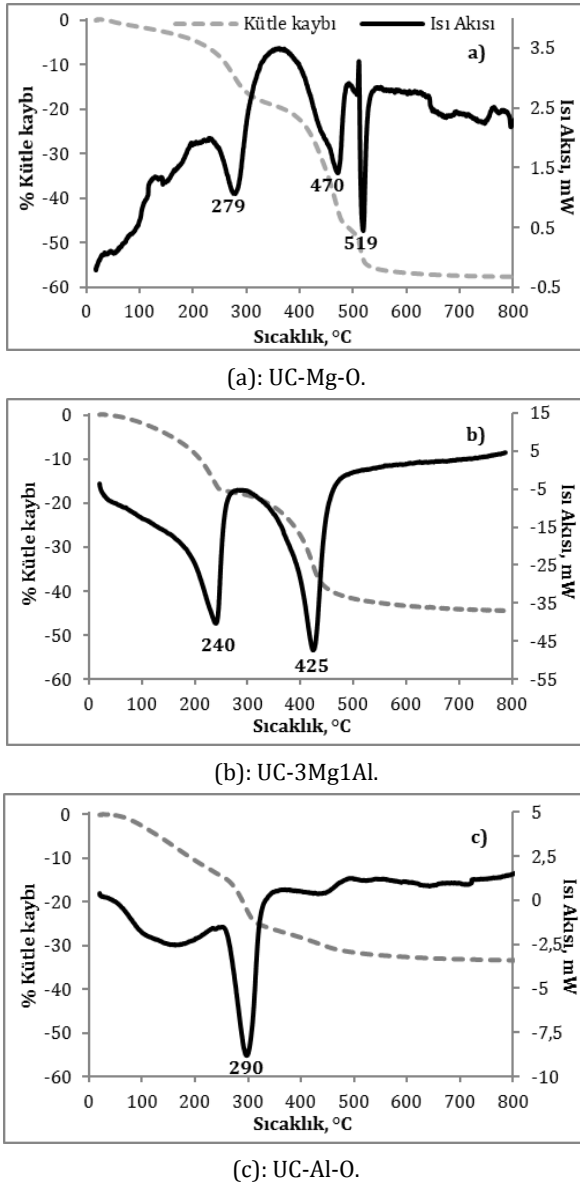 Kütle kaybı
Isı Akısı
a)
% Kütle kaybı
0
-10
-20
-30
-40
-50
-60
3.5
2.5
1.5
0.5
-0.5
Isı Akısı, mW
279
470
519
0 100 200 300 400 500 600 700 800
Sıcaklık, °C
(a): UC-Mg-O.
b)
% Kütle kaybı
0
-10
-20
-30
-40
-50
-60
15
5
-5
-15
-25
-35
-45
-55
Isı Akısı, mW
240
425
0 100 200 300 400 500 600 700 800
Sıcaklık, °C
(b): UC-3Mg1Al.
c)
% Kütle kaybı
0
-10
-20
-30
-40
-50
-60
5
2,5
0
-2,5
-5
-7,5
-10
Isı Akısı, mW
290
0 100 200 300 400 500 600 700 800
Sıcaklık, °C
(c): UC-Al-O.